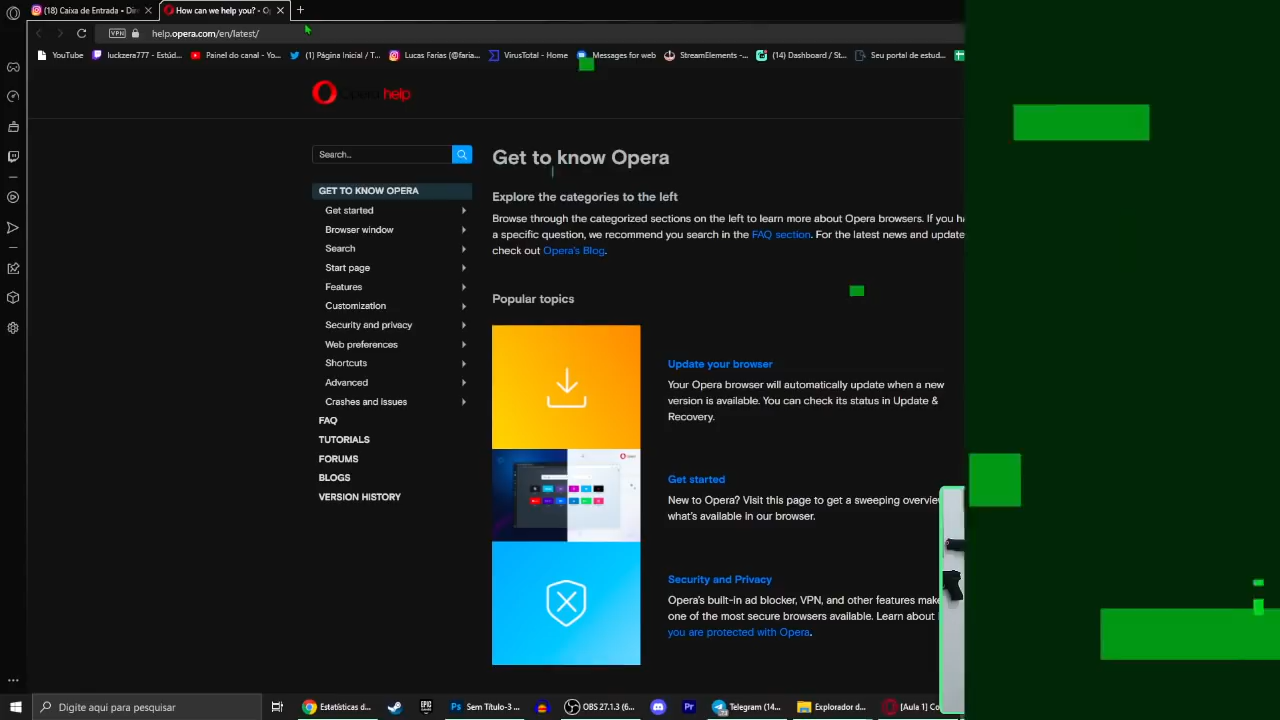 (18) Caixa de Entrada • Dir
How can we help you? - Op
VPN
help.opera.com/en/latest/
YouTube
luckzera777 - Estúd...
Painel do canal - Yo...
(1) Página Inicial / T...
Lucas Farias (@faria...
VirusTotal - Home
Messages for web
StreamElements -...
(14) Dashboard / St...
Seu portal de estud...
Opera help
Search...
GET TO KNOW OPERA
Get started
Browser window
Search
Start page
Features
Customization
Security and privacy
Web preferences
Shortcuts
Advanced
Crashes and issues
FAQ
TUTORIALS
FORUMS
BLOGS
VERSION HISTORY
Get to know Opera
Explore the categories to the left
Browse through the categorized sections on the left to learn more about Opera browsers. If you ha
a specific question, we recommend you search in the FAQ section. For the latest news and update
check out Opera's Blog.
Popular topics
Update your browser
Your Opera browser will automatically update when a new
version is available. You can check its status in Update &
Recovery.
Get started
New to Opera? Visit this page to get a sweeping overvie
what's available in our browser.
Security and Privacy
Opera's built-in ad blocker, VPN, and other features make
one of the most secure browsers available. Learn about
you are protected with Opera.
Digite aqui para pesquisar
Estatísticas d...
EPIC
Ps
Sem Título-3 ...
OBS 27.1.3 (6...
Pr
Telegram (14...
Explorador d...
[Aula 1] Co